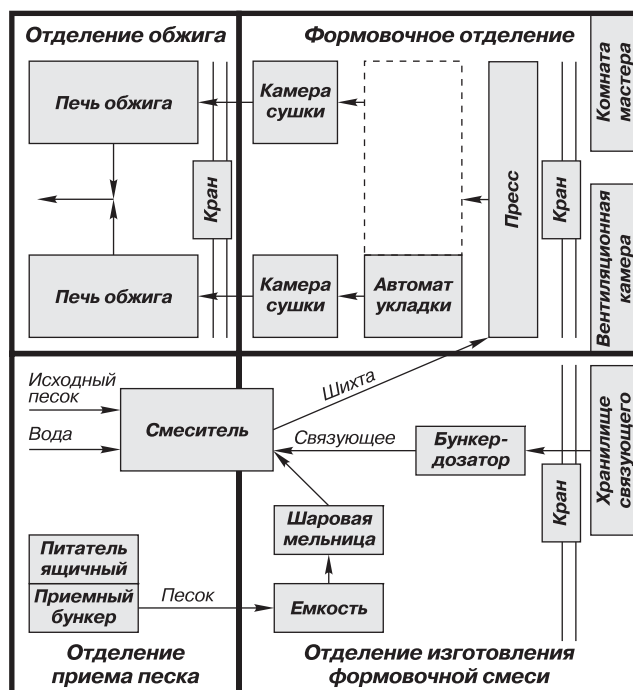 Отделение обжига
Формовочное отделение
Комната
мастера
Печь обжига
Камера
сушки
Кран
Пресс
Кран
Вентиляционная
камера
Печь обжига
Камера
сушки
Автомат
укладки
Исходный
песок
Вода
Смеситель
Шихта
Связующее
Бункер-
дозатор
Хранилище
связующего
Кран
Шаровая
мельница
Питатель
ящичный
Приемный
бункер
Песок
Емкость
Отделение
приема песка
Отделение изготовления
формовочной смеси